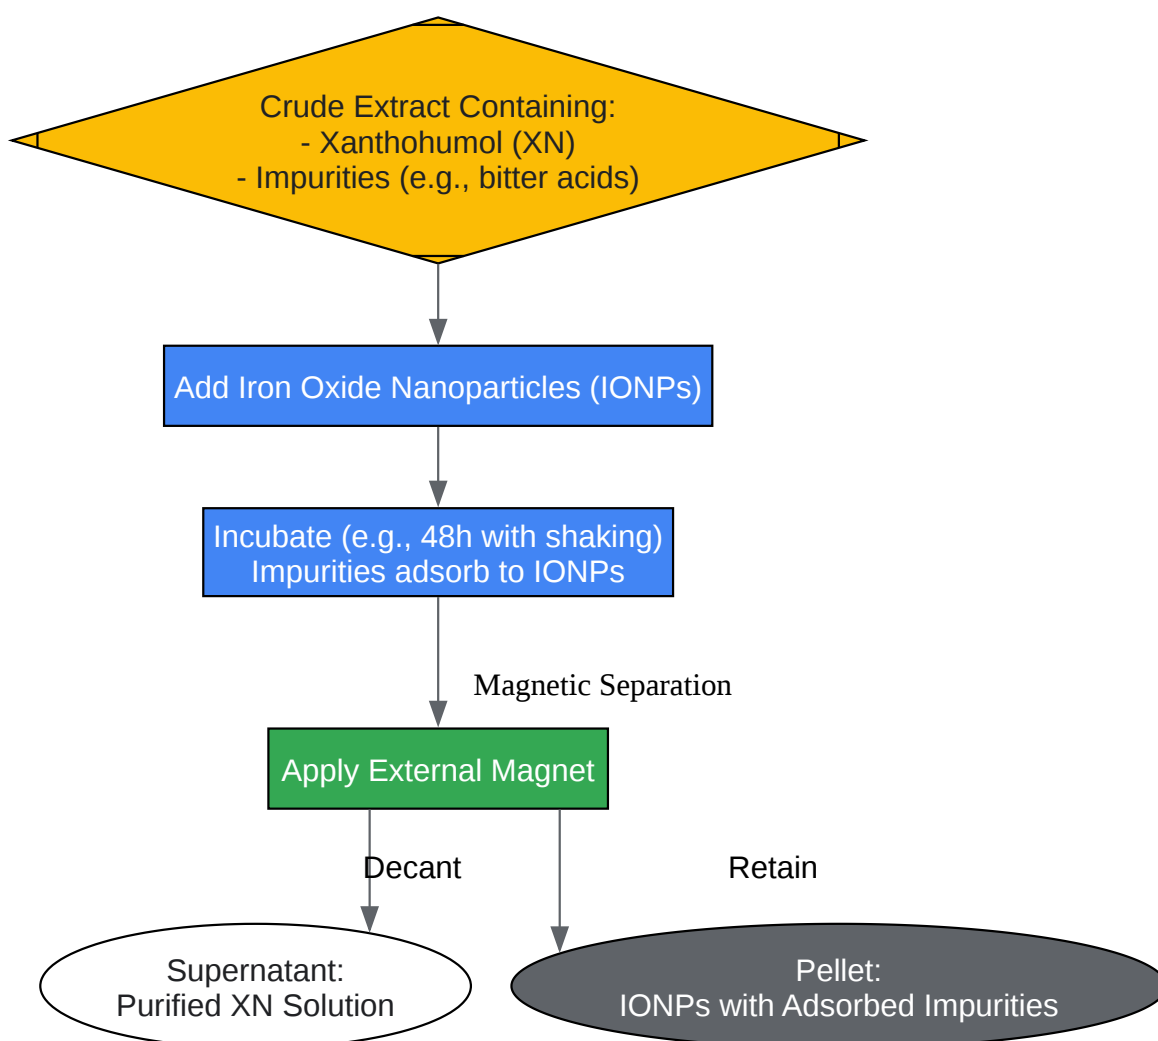 Crude Extract Containing:
- Xanthohumol (XN)
- Impurities (e.g., bitter acids)
Add Iron Oxide Nanoparticles (IONPs)
Incubate (e.g., 48h with shaking)
Impurities adsorb to IONPs
Magnetic Separation
Apply External Magnet
Decant
Retain
Supernatant:
Purified XN Solution
Pellet:
IONPs with Adsorbed Impurities